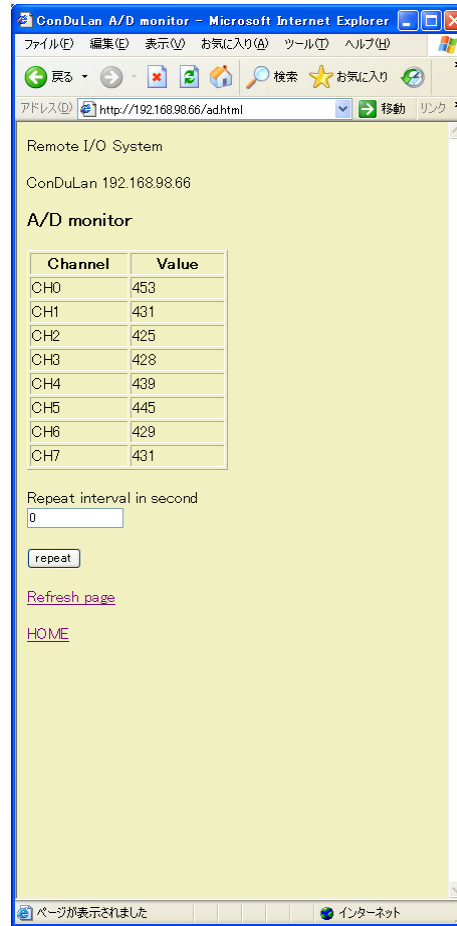 ConDuLan A/D monitor - Microsoft Internet Explorer
ファイル(F) 編集(E) 表示(V) お気に入り(A) ツール(T) ヘルプ(H)
戻る 検索 お気に入り
アドレス(D) http://192.168.98.66/ad.html 移動 リンク
Remote I/O System
ConDuLan 192.168.98.66
A/D monitor
Channel Value
CH0 453
CH1 431
CH2 425
CH3 428
CH4 439
CH5 445
CH6 429
CH7 431
Repeat interval in second
0
repeat
Refresh page
HOME
ページが表示されました インターネット